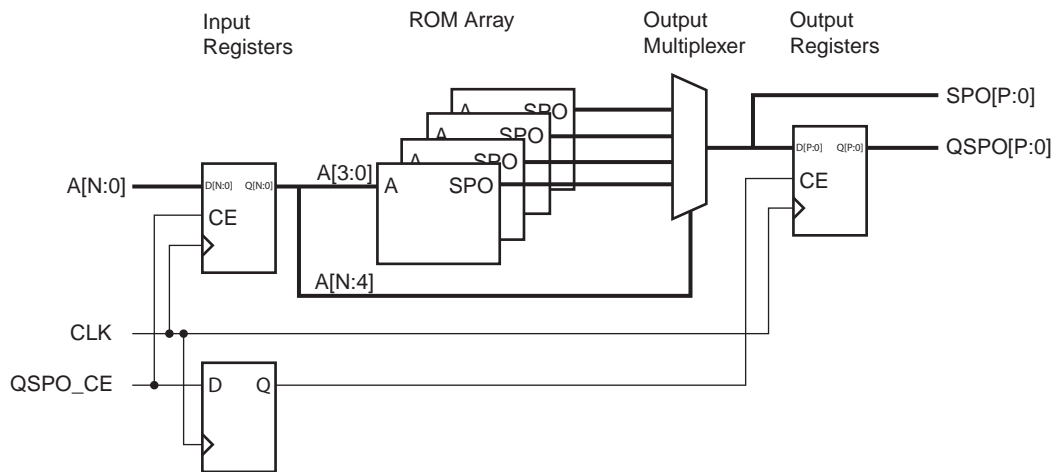 Input
Registers
ROM Array
Output
Multiplexer
Output
Registers
A SPO
A SPO
A SPO
A SPO
SPO[P:0]
QSPO[P:0]
D[P:0] Q[P:0]
CE
A[N:0]
D[N:0] Q[N:0]
CE
A[3:0]
A[N:4]
CLK
QSPO_CE
D Q